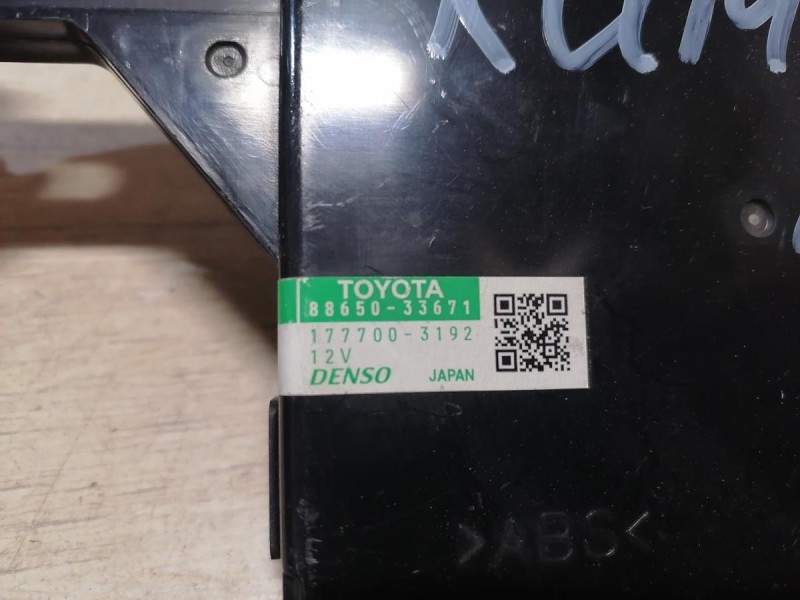 TOYOTA
88650-33671
177700-3192
12V
DENSO JAPAN
>ABS<